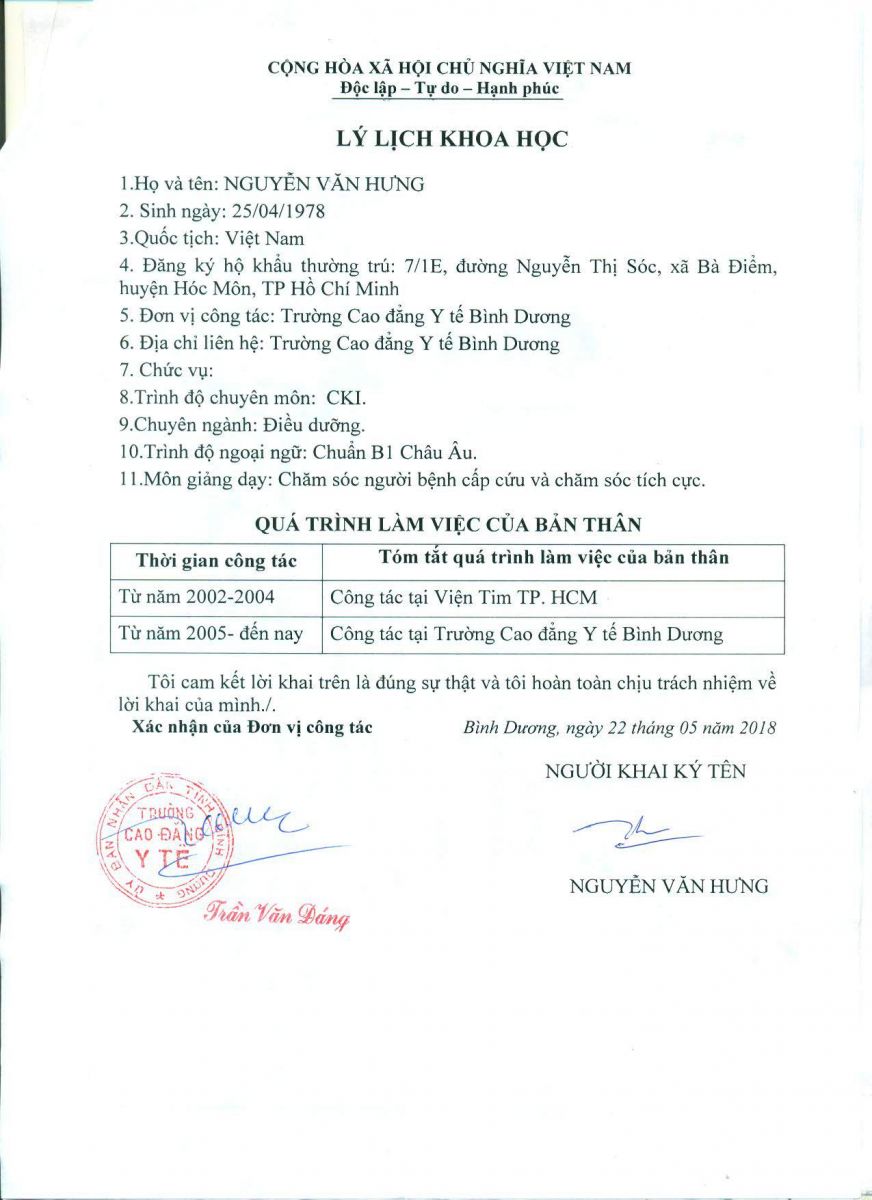 CỘNG HÒA XÃ HỘI CHỦ NGHĨA VIỆT NAM
Độc lập – Tự do – Hạnh phúc
LÝ LỊCH KHOA HỌC
1.Họ và tên: NGUYỄN VĂN HƯNG
2. Sinh ngày: 25/04/1978
3.Quốc tịch: Việt Nam
4. Đăng ký hộ khẩu thường trú: 7/1E, đường Nguyễn Thị Sóc, xã Bà Điểm,
huyện Hóc Môn, TP Hồ Chí Minh
5. Đơn vị công tác: Trường Cao đẳng Y tế Bình Dương
6. Địa chỉ liên hệ: Trường Cao đẳng Y tế Bình Dương
7. Chức vụ:
8.Trình độ chuyên môn: CKI.
9.Chuyên ngành: Điều dưỡng.
10.Trình độ ngoại ngữ: Chuẩn B1 Châu Âu.
11.Môn giảng dạy: Chăm sóc người bệnh cấp cứu và chăm sóc tích cực.
QUÁ TRÌNH LÀM VIỆC CỦA BẢN THÂN
Thời gian công tác Tóm tắt quá trình làm việc của bản thân
Từ năm 2002-2004 Công tác tại Viện Tim TP. HCM
Từ năm 2005- đến nay Công tác tại Trường Cao đẳng Y tế Bình Dương
Tôi cam kết lời khai trên là đúng sự thật và tôi hoàn toàn chịu trách nhiệm về
lời khai của mình./.
Xác nhận của Đơn vị công tác Bình Dương, ngày 22 tháng 05 năm 2018
NGƯỜI KHAI KÝ TÊN
ỦY BAN NHÂN DÂN TỈNH BÌNH DƯƠNG
TRƯỜNG
CAO ĐẲNG
Y TẾ
NGUYỄN VĂN HƯNG
Trần Văn Đáng